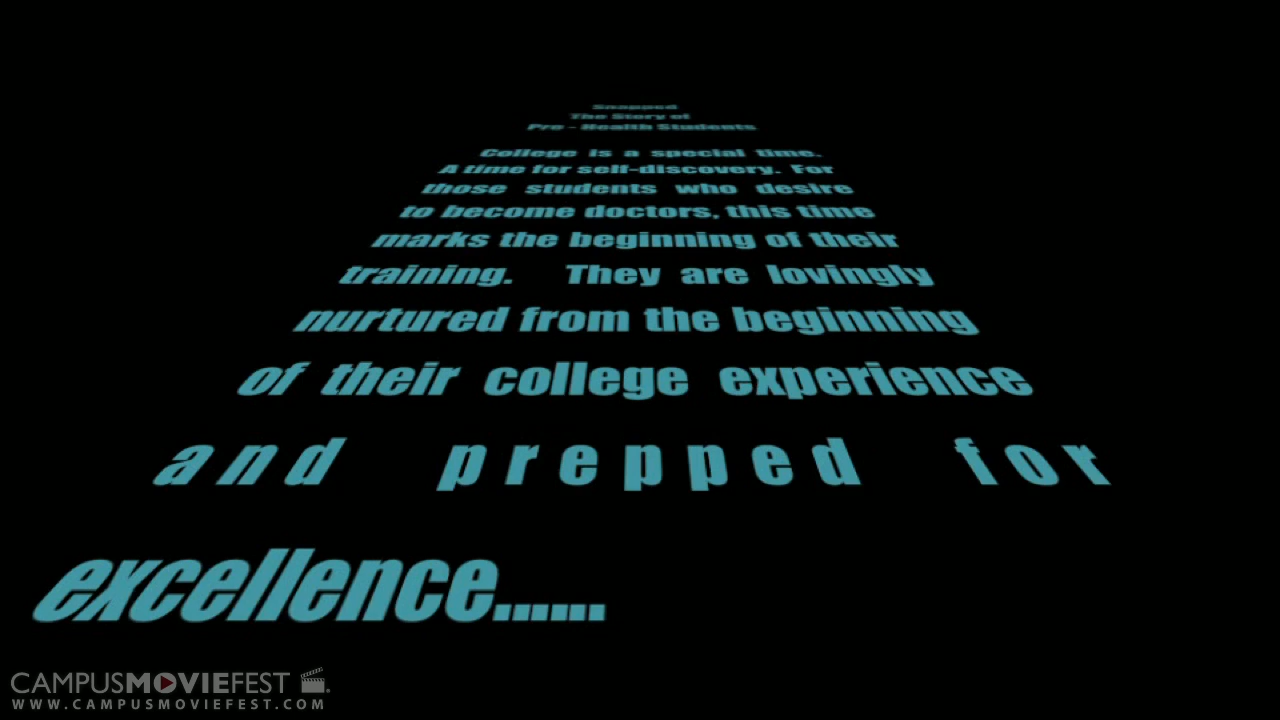 Snapped
The Story of
Pre - Health Students
College is a special time.
A time for self-discovery. For
those students who desire
to become doctors, this time
marks the beginning of their
training. They are lovingly
nurtured from the beginning
of their college experience
and prepped for
excellence......
CAMPUSMOVIEFEST
WWW.CAMPUSMOVIEFEST.COM